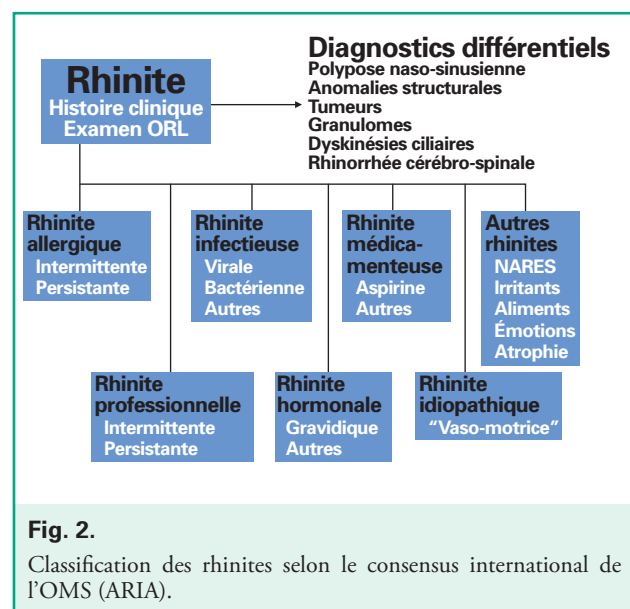 Rhinite
Histoire clinique
Examen ORL
Diagnostics différentiels
Polypose naso-sinusienne
Anomalies structurales
Tumeurs
Granulomes
Dyskinésies ciliaires
Rhinorrhée cérébro-spinale
Rhinite
allergique
Intermittente
Persistante
Rhinite
infectieuse
Virale
Bactérienne
Autres
Rhinite
médica-
menteuse
Aspirine
Autres
Autres
rhinites
NARES
Irritants
Aliments
Émotions
Atrophie
Rhinite
professionnelle
Intermittente
Persistante
Rhinite
hormonale
Gravidique
Autres
Rhinite
idiopathique
“Vaso-motrice”
Fig. 2.
Classification des rhinites selon le consensus international de
l’OMS (ARIA).